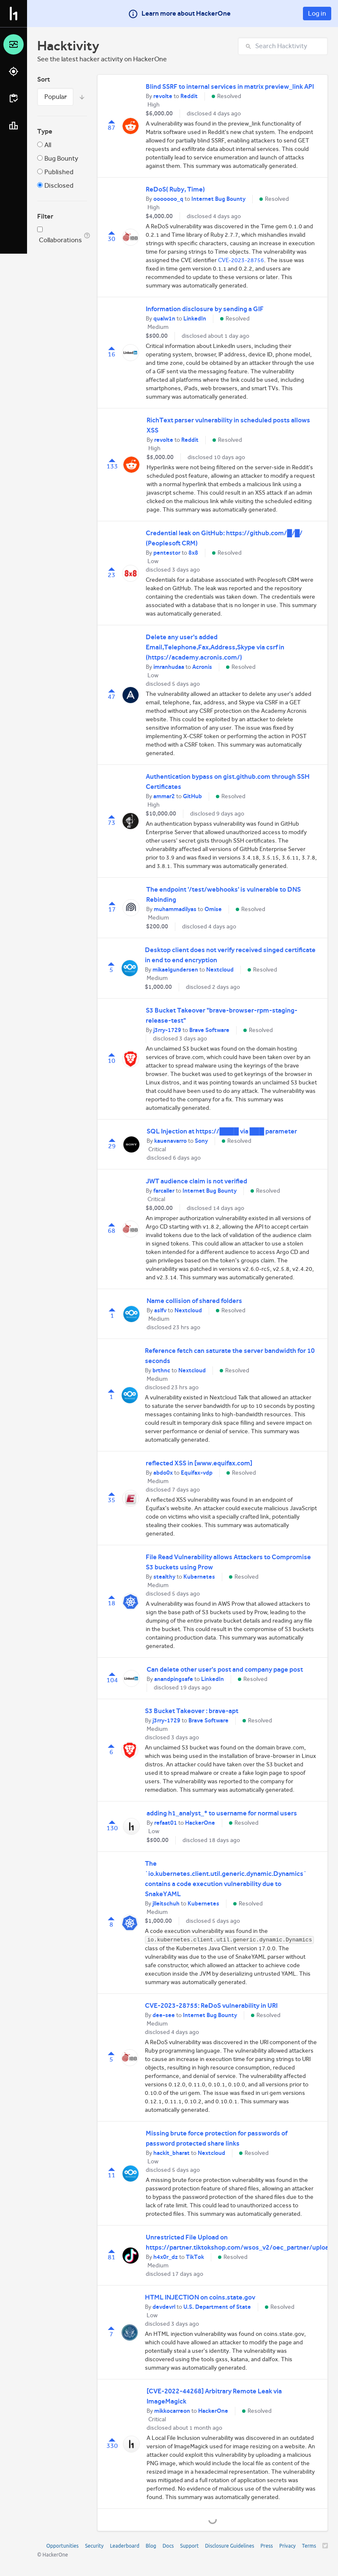 Learn more about HackerOne
Log in
Hacktivity
See the latest hacker activity on HackerOne
Search Hacktivity
Sort
Popular
Type
All
Bug Bounty
Published
Disclosed
Filter
Collaborations
87
Blind SSRF to internal services in matrix preview_link API
By revolte to Reddit
Resolved
High
$6,000.00
disclosed 4 days ago
A vulnerability was found in the preview_link functionality of
Matrix software used on Reddit's matrix chat system. The endpoint
allowed for partially blind SSRF, enabling attackers to send GET
requests to arbitrary internal services. The flaw could have
potentially led to service enumeration and launch of attacks
against them. This summary was automatically generated.
30
ReDoS( Ruby, Time)
By ooooooo_q to Internet Bug Bounty
Resolved
High
$4,000.00
disclosed 4 days ago
A ReDoS vulnerability was discovered in the Time gem 0.1.0 and
0.2.1 and Time library of Ruby 2.7.7, which mishandles invalid
strings with specific characters, causing an increase in execution
time for parsing strings to Time objects. The vulnerability was
assigned the CVE identifier CVE-2023-28756. The issue was
fixed in gem versions 0.1.1 and 0.2.2, and users are
recommended to update to these versions or later. This
summary was automatically generated.
16
Information disclosure by sending a GIF
By qualw1n to LinkedIn
Resolved
Medium
$600.00
disclosed about 1 day ago
Critical information about LinkedIn users, including their
operating system, browser, IP address, device ID, phone model,
and time zone, could be obtained by an attacker through the use
of a GIF sent via the messaging feature. The vulnerability
affected all platforms where the link could be used, including
smartphones, iPads, web browsers, and smart TVs. This
summary was automatically generated.
133
RichText parser vulnerability in scheduled posts allows
XSS
By revolte to Reddit
Resolved
High
$5,000.00
disclosed 10 days ago
Hyperlinks were not being filtered on the server-side in Reddit's
scheduled post feature, allowing an attacker to modify the
request with a normal hyperlink and embed a malicious link in
the posts. This could result in an XSS attack if clicked on
mobile browsers without the noreferrer attribute on the
hyperlink, making it possible to take over a mod account and
compromise user data. This summary was automatically
generated.
23
Credential leak on GitHub: https://github.com/█/█/
(Peoplesoft CRM)
By pentestor to 8x8
Resolved
Low
disclosed 3 days ago
Credentials for a database associated with Peoplesoft CRM were
leaked on GitHub. The leak was reported and the repository
containing the credentials was taken down. The credentials were
associated with a database that was no longer in use. This summary
was automatically generated.
47
Delete any user's added
Email,Telephone,Fax,Address,Skype via csrf in
(https://academy.acronis.com/)
By imranhudaa to Acronis
Resolved
Low
disclosed 5 days ago
The vulnerability allowed an attacker to delete any user's added
email, telephone, fax, address, and Skype via CSRF in a GET
method without any CSRF protection on the Academy Acronis
website. This could be exploited by an attacker to delete
sensitive information of any user. The issue was fixed by
implementing X-CSRF token or performing the action in POST
method and a CSRF token. This summary was automatically
generated.
73
Authentication bypass on gist.github.com through SSH
Certificates
By ammar2 to GitHub
Resolved
High
$10,000.00
disclosed 9 days ago
An authentication bypass vulnerability was found in GitHub
Enterprise Server that allowed an unauthorized access to modify
other users' secret gists through SSH certificates. The
vulnerability affected all versions of GitHub Enterprise Server
prior to 3.9 and was fixed in versions 3.4.18, 3.5.15, 3.6.11, 3.7.8,
and 3.8.1. This summary was automatically generated.
17
The endpoint '/test/webhooks' is vulnerable to DNS
Rebinding
By muhammadilyas to Omise
Resolved
Medium
$200.00
disclosed 4 days ago
5
Desktop client does not verify received singed certificate
in end to end encryption
By mikaelgundersen to Nextcloud
Resolved
Medium
$1,000.00
disclosed 2 days ago
10
S3 Bucket Takeover "brave-browser-rpm-staging-
release-test"
By j3rry-1729 to Brave Software
Resolved
disclosed 3 days ago
An unclaimed S3 bucket was found on the domain hosting
services of brave.com, which could have been taken over by an
attacker to spread malware using the keyrings of the brave
project. The bucket was used to get keyrings of the browser in
Linux distros, and it was pointing towards an unclaimed S3 bucket
that could be taken over by an attacker. The vulnerability was
reported to the company for a fix. This summary was
automatically generated.
29
SQL Injection at https://████ via ███ parameter
By kauenavarro to Sony
Resolved
Critical
disclosed 6 days ago
68
JWT audience claim is not verified
By farcaller to Internet Bug Bounty
Resolved
Critical
$8,000.00
disclosed 14 days ago
An improper authorization vulnerability existed in all versions of
Argo CD starting with v1.8.2, allowing the API to accept certain
invalid tokens due to the lack of validation of the audience claim
in signed tokens. This could allow an attacker to use a stolen
token intended for a different audience to access Argo CD and
gain privileges based on the token's groups claim. The
vulnerability was patched in versions v2.6.0-rc5, v2.5.8, v2.4.20,
and v2.3.14. This summary was automatically generated.
1
Name collision of shared folders
By aslfv to Nextcloud
Resolved
Medium
disclosed 23 hrs ago
1
Reference fetch can saturate the server bandwidth for 10
seconds
By brthnc to Nextcloud
Resolved
Medium
disclosed 23 hrs ago
A vulnerability existed in Nextcloud Talk that allowed an attacker
to saturate the server bandwidth for up to 10 seconds by posting
messages containing links to high-bandwidth resources. This
could result in temporary file space filling and severe impact on
server performance or denial of service. This summary was
automatically generated.
35
reflected XSS in [www.equifax.com]
By abdo0x to Equifax-vdp
Resolved
Medium
disclosed 7 days ago
A reflected XSS vulnerability was found in an endpoint of
Equifax's website. An attacker could execute malicious JavaScript
code on victims who visit a specially crafted link, potentially
stealing their cookies. This summary was automatically
generated.
18
File Read Vulnerability allows Attackers to Compromise
S3 buckets using Prow
By stealthy to Kubernetes
Resolved
Medium
disclosed 5 days ago
A vulnerability was found in AWS Prow that allowed attackers to
sign the wrong path of S3 buckets used by Prow, leading to the
dumping of the entire bucket's content and reading any file
in the bucket. This could result in the compromise of S3 buckets
containing production data. This summary was automatically
generated.
104
Can delete other user's post and company page post
By anandpingsafe to LinkedIn
Resolved
disclosed 19 days ago
6
S3 Bucket Takeover : brave-apt
By j3rry-1729 to Brave Software
Resolved
Medium
disclosed 3 days ago
An unclaimed S3 bucket was found on the domain brave.com,
which was being used in the installation of brave-browser in Linux
distros. An attacker could have taken over the S3 bucket and
used it to spread malware or create a fake login page to spoof
users. The vulnerability was reported to the company for
remediation. This summary was automatically generated.
130
adding h1_analyst_* to username for normal users
By refaat01 to HackerOne
Resolved
Low
$500.00
disclosed 18 days ago
8
The
`io.kubernetes.client.util.generic.dynamic.Dynamics`
contains a code execution vulnerability due to
SnakeYAML
By jlleitschuh to Kubernetes
Resolved
Medium
$1,000.00
disclosed 5 days ago
A code execution vulnerability was found in the
io.kubernetes.client.util.generic.dynamic.Dynamics
class of the Kubernetes Java Client version 17.0.0. The
vulnerability was due to the use of SnakeYAML parser without
any constructor, which allowed an attacker to achieve code
execution inside the JVM by deserializing untrusted YAML. This
summary was automatically generated.
5
CVE-2023-28755: ReDoS vulnerability in URI
By dee-see to Internet Bug Bounty
Resolved
Medium
disclosed 4 days ago
A ReDoS vulnerability was discovered in the URI component of the
Ruby programming language. The vulnerability allowed attackers
to cause an increase in execution time for parsing strings to URI
objects, resulting in high resource consumption, reduced
performance, and denial of service. The vulnerability affected
versions 0.12.0, 0.11.0, 0.10.1, 0.10.0, and all versions prior to
0.10.0 of the uri gem. The issue was fixed in uri gem versions
0.12.1, 0.11.1, 0.10.2, and 0.10.0.1. This summary was
automatically generated.
11
Missing brute force protection for passwords of
password protected share links
By hackit_bharat to Nextcloud
Resolved
Low
disclosed 5 days ago
A missing brute force protection vulnerability was found in the
password protection feature of shared files, allowing an attacker
to bypass the password protection of the shared files due to the
lack of rate limit. This could lead to unauthorized access to
protected files. This summary was automatically generated.
81
Unrestricted File Upload on
https://partner.tiktokshop.com/wsos_v2/oec_partner/uploa
By h4x0r_dz to TikTok
Resolved
Medium
disclosed 17 days ago
7
HTML INJECTION on coins.state.gov
By devdevrl to U.S. Department of State
Resolved
Low
disclosed 3 days ago
An HTML injection vulnerability was found on coins.state.gov,
which could have allowed an attacker to modify the page and
potentially steal a user's identity. The vulnerability was
discovered using the tools gxss, katana, and dalfox. This
summary was automatically generated.
330
[CVE-2022-44268] Arbitrary Remote Leak via
ImageMagick
By mikkocarreon to HackerOne
Resolved
Critical
disclosed about 1 month ago
A Local File Inclusion vulnerability was discovered in an outdated
version of ImageMagick used for image resizing on a website. An
attacker could exploit this vulnerability by uploading a malicious
PNG image, which would allow them to read arbitrary files on
the server. The contents of the files would be embedded in the
resized image in a hexadecimal representation. The vulnerability
was mitigated and a full rotation of application secrets was
performed. No evidence of malicious use of this vulnerability was
found. This summary was automatically generated.
Opportunities Security Leaderboard Blog Docs Support Disclosure Guidelines Press Privacy Terms
© HackerOne